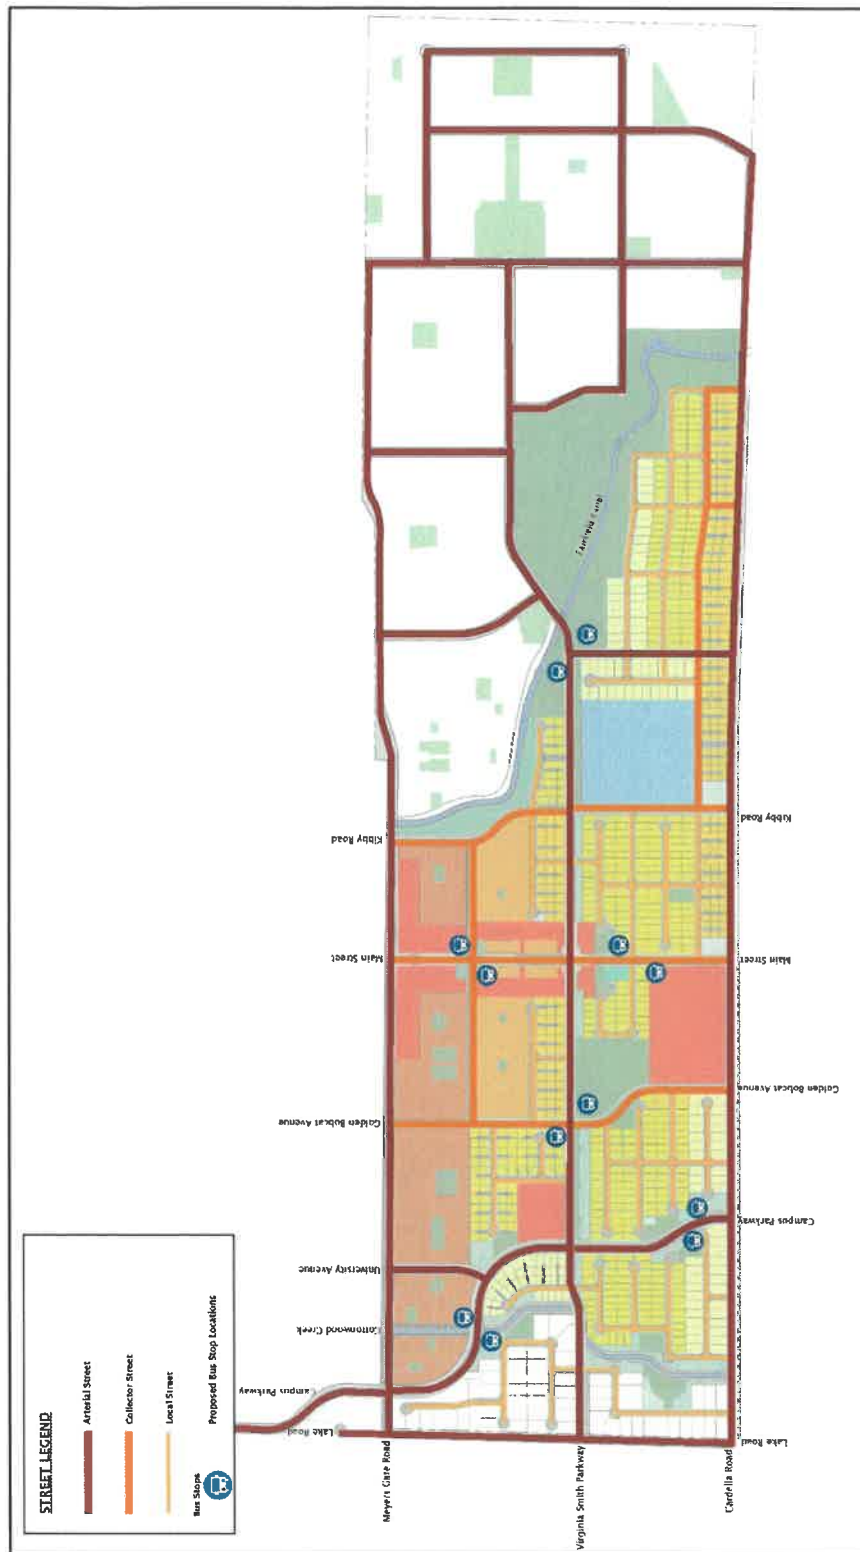 STREET LEGEND
Arterial Street
Collector Street
Local Street
Bus Stops
Proposed Bus Stop Locations
Lake Road
Campus Parkway
Cottonwood Creek
University Avenue
Golden Bobcat Avenue
Main Street
Kibby Road
Meyers Gate Road
Virginia Smith Parkway
Cardella Road
Lake Road
Campus Parkway
Golden Bobcat Avenue
Main Street
Kibby Road
Fairfield Canal